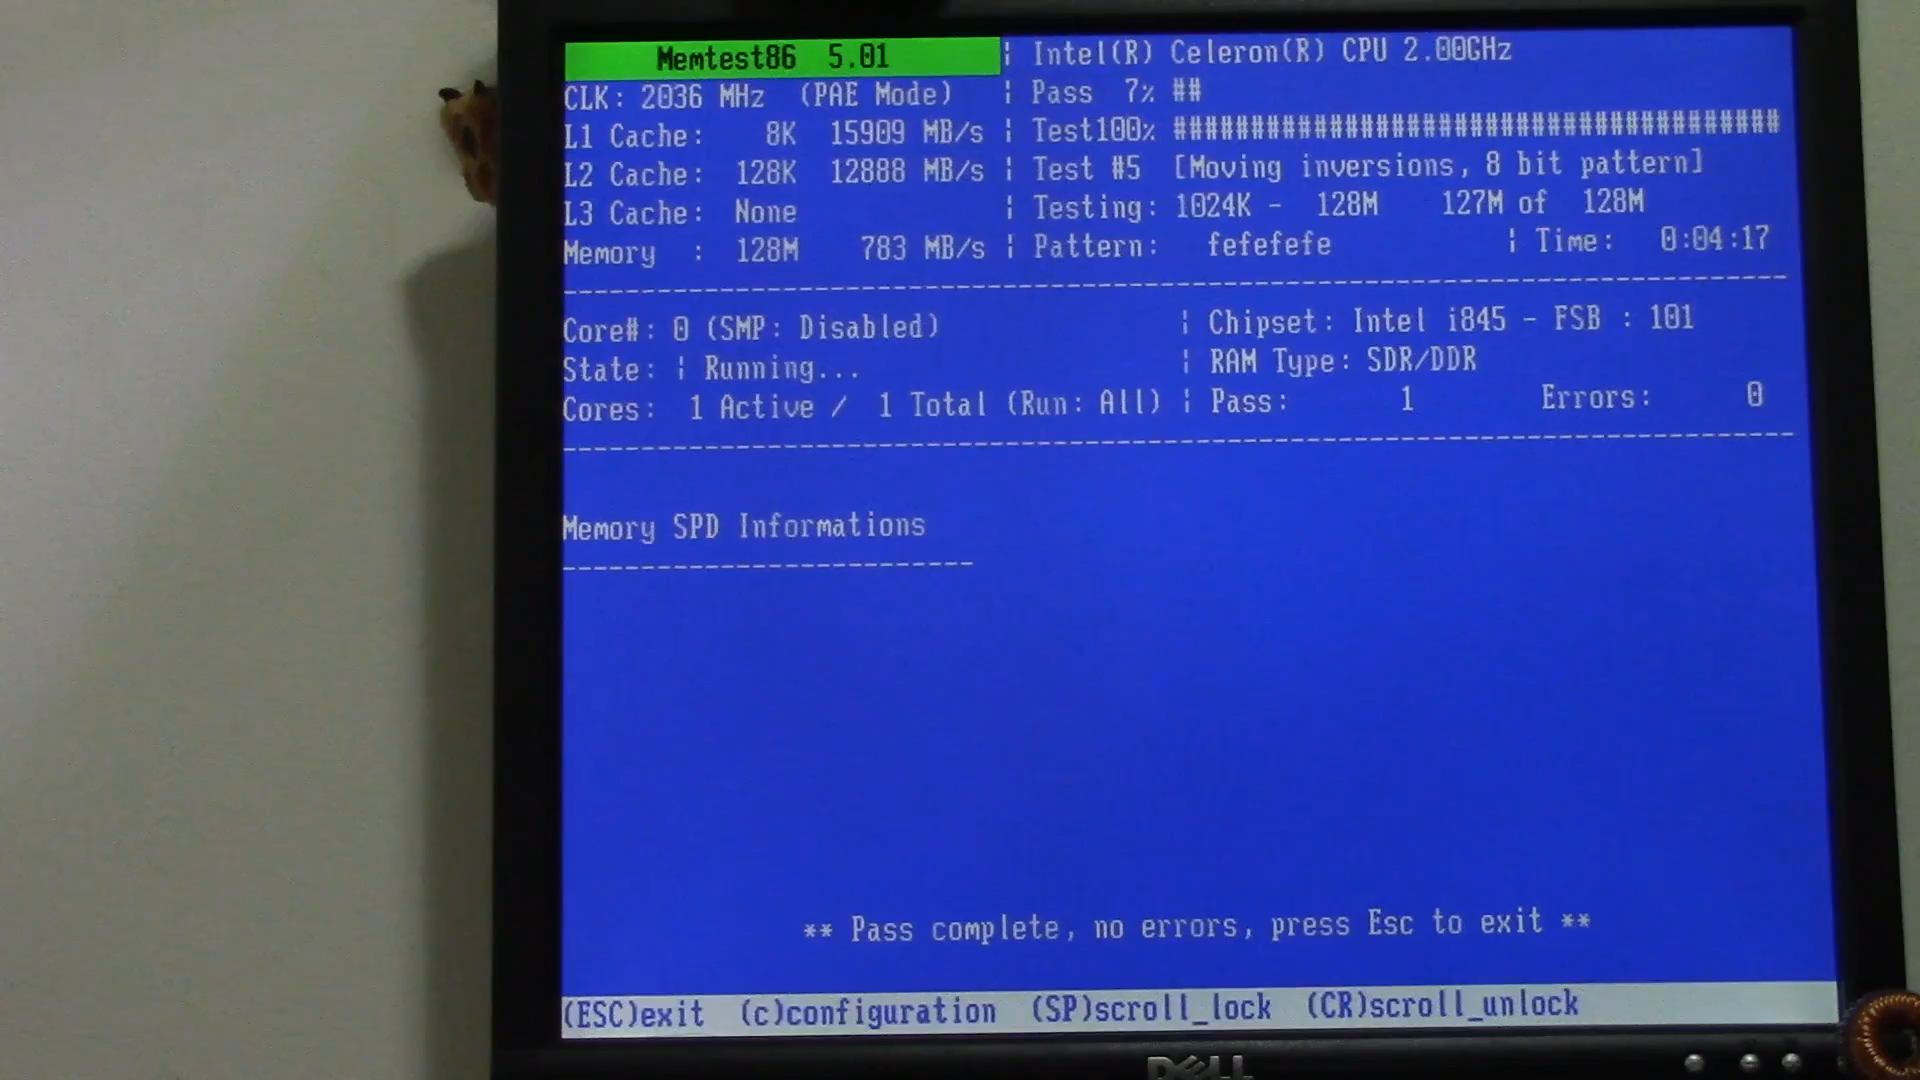 Memtest86 5.01 ¦ Intel(R) Celeron(R) CPU 2.00GHz
CLK: 2036 MHz (PAE Mode) ¦ Pass 7% ##
L1 Cache: 8K 15909 MB/s ¦ Test100% #######################################
L2 Cache: 128K 12888 MB/s ¦ Test #5 [Moving inversions, 8 bit pattern]
L3 Cache: None ¦ Testing: 1024K - 128M 127M of 128M
Memory : 128M 783 MB/s ¦ Pattern: fefefefe ¦ Time: 0:04:17
Core#: 0 (SMP: Disabled) ¦ Chipset: Intel i845 - FSB : 101
State: ¦ Running... ¦ RAM Type: SDR/DDR
Cores: 1 Active / 1 Total (Run: All) ¦ Pass: 1 Errors: 0
Memory SPD Informations
--------------------------
** Pass complete, no errors, press Esc to exit **
(ESC)exit (c)configuration (SP)scroll_lock (CR)scroll_unlock
DELL